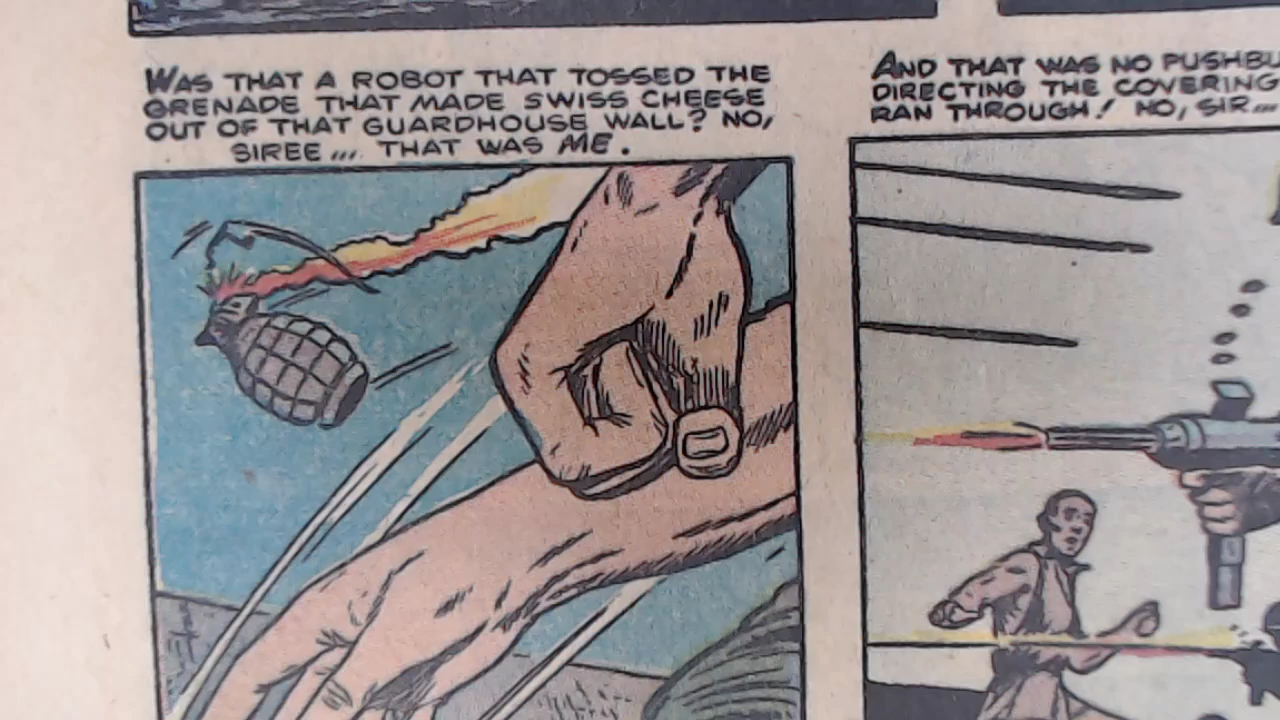 WAS THAT A ROBOT THAT TOSSED THE
GRENADE THAT MADE SWISS CHEESE
OUT OF THAT GUARDHOUSE WALL? NO,
SIREE... THAT WAS ME.
AND THAT WAS NO
DIRECTING THE COVERING
RAN THROUGH! NO, SIR...